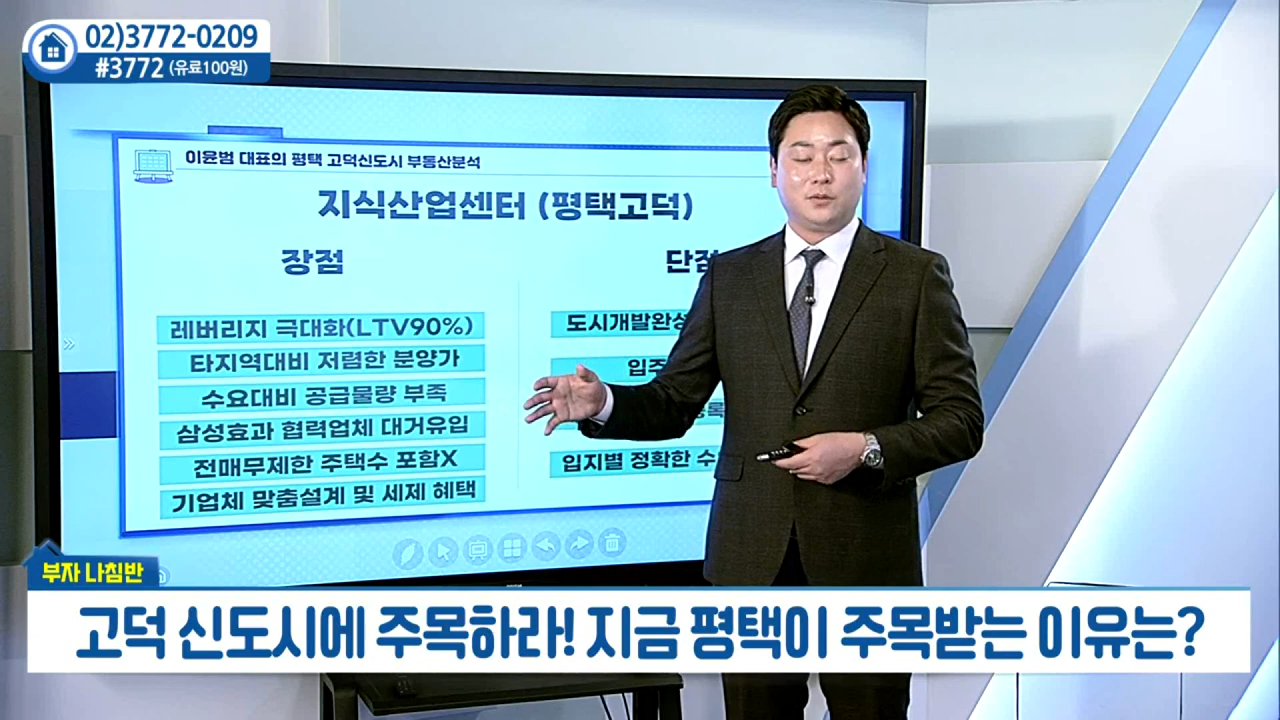 02)3772-0209
#3772 (유료100원)
이윤범 대표의 평택 고덕신도시 부동산분석
지식산업센터 (평택고덕)
장점
레버리지 극대화(LTV90%)
타지역대비 저렴한 분양가
수요대비 공급물량 부족
삼성효과 협력업체 대거유입
전매무제한 주택수 포함X
기업체 맞춤설계 및 세제 혜택
단점
입지별 정확한
부자 나침반
고덕 신도시에 주목하라! 지금 평택이 주목받는 이유는?